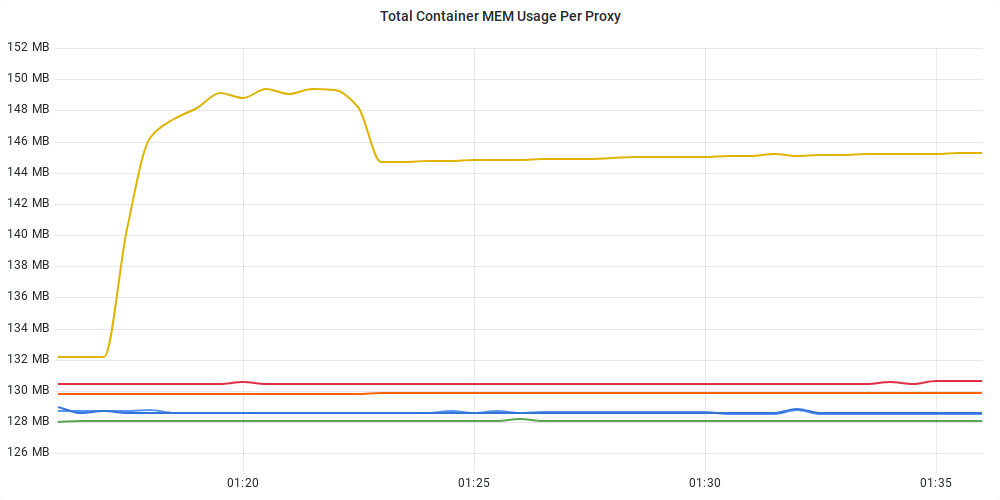 Total Container MEM Usage Per Proxy
152 MB
150 MB
148 MB
146 MB
144 MB
142 MB
140 MB
138 MB
136 MB
134 MB
132 MB
130 MB
128 MB
126 MB
01:20 01:25 01:30 01:35